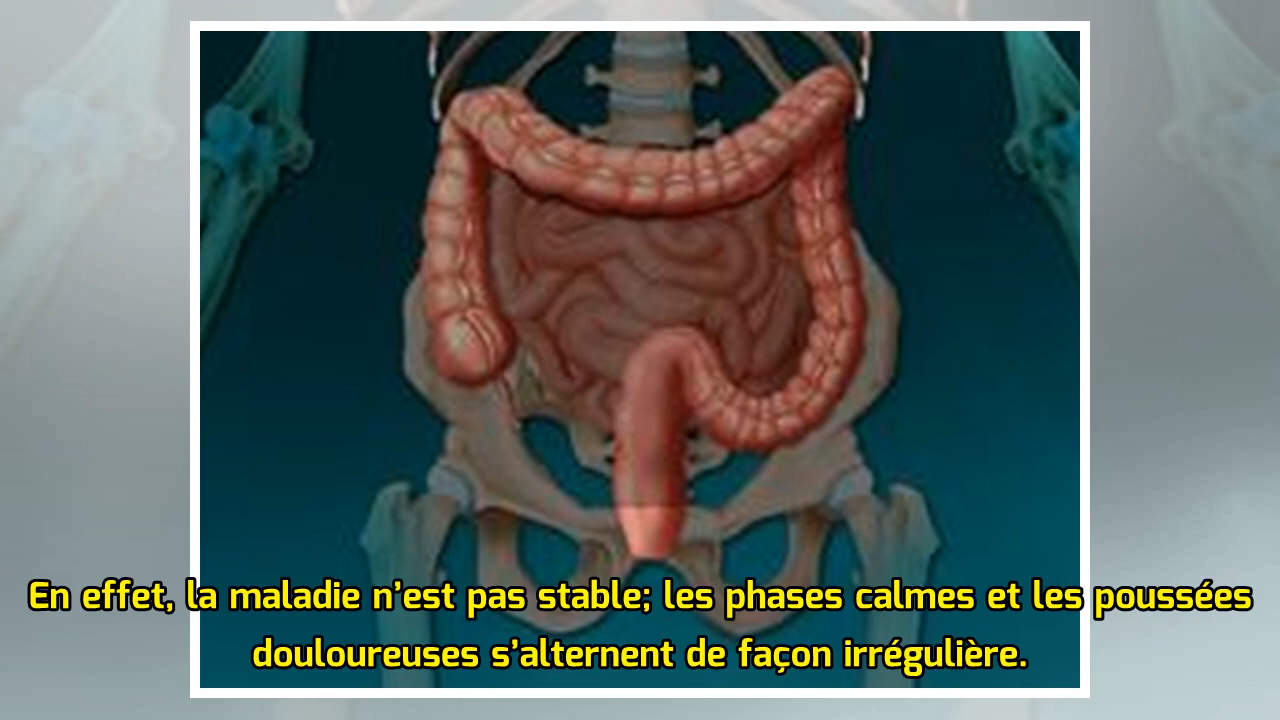 En effet, la maladie n’est pas stable; les phases calmes et les poussées
douloureuses s’alternent de façon irrégulière.